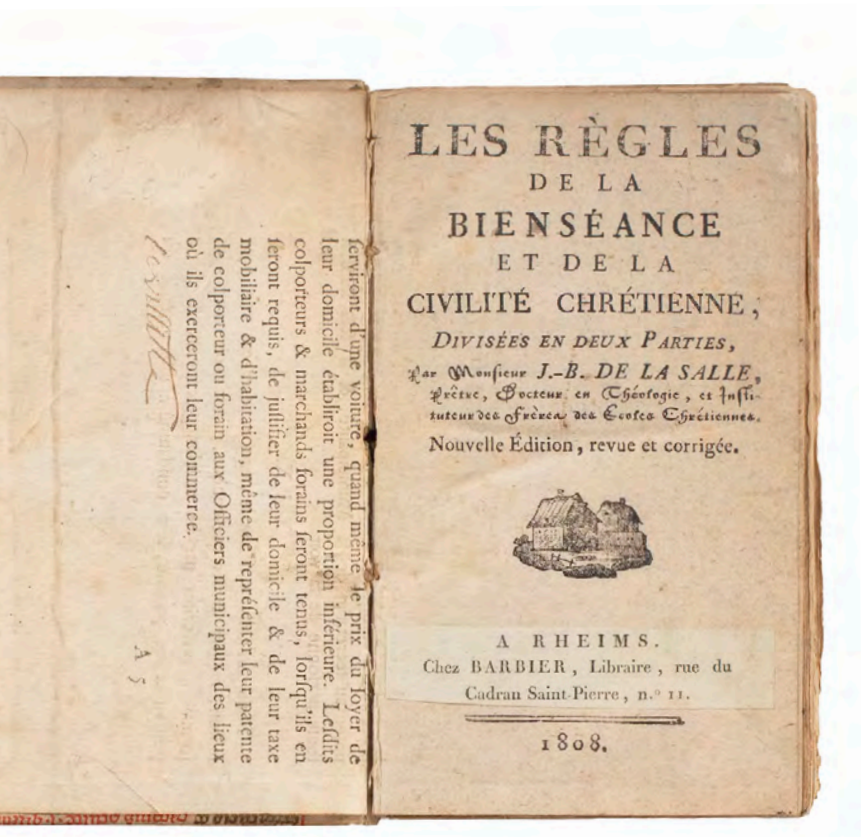 serviront d'une voiture, quand même le prix du loyer de
leur domicile établiroit une proportion inférieure. Lesdits
colporteurs & marchands forains seront tenus, lorsqu'ils en
seront requis, de justifier de leur domicile & de leur taxe
mobiliaire & d'habitation, même de représenter leur patente
de colporteur ou forain aux Officiers municipaux des lieux
où ils exerceront leur commerce.
A 5
LES RÈGLES
DE LA
BIENSÉANCE
ET DE LA
CIVILITÉ CHRÉTIENNE,
DIVISÉES EN DEUX PARTIES,
Par Monsieur J.-B. DE LA SALLE,
Prêtre, Docteur en Théologie, et Insti-
tuteur des Frères des Écoles Chrétiennes.
Nouvelle Édition, revue et corrigée.
A RHEIMS.
Chez BARBIER, Libraire, rue du
Cadran Saint-Pierre, n.º 11.
1808.